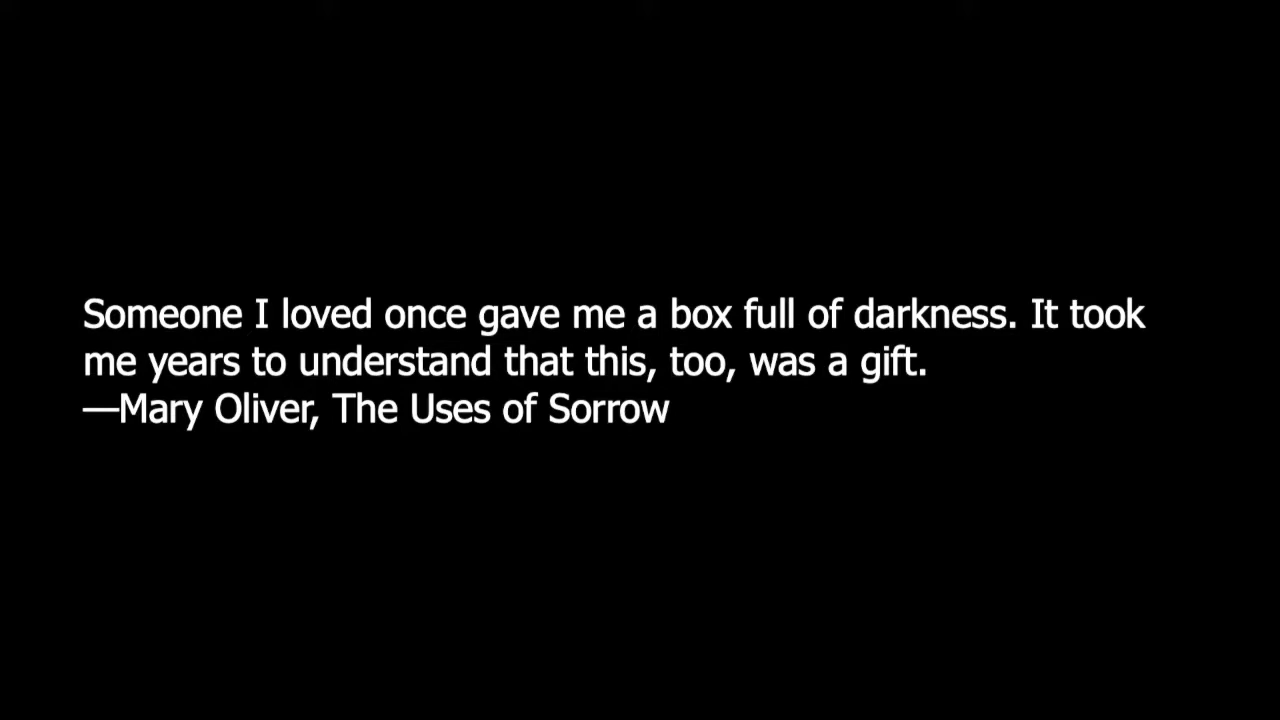 Someone I loved once gave me a box full of darkness. It took
me years to understand that this, too, was a gift.
—Mary Oliver, The Uses of Sorrow